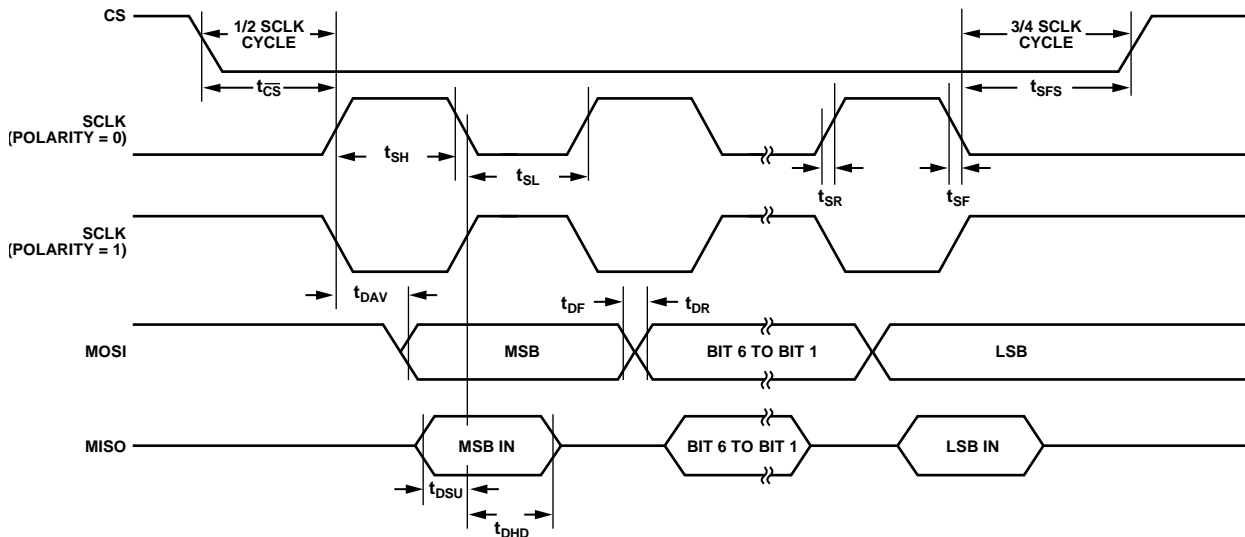 CS
1/2 SCLK
CYCLE
3/4 SCLK
CYCLE
tCS
tSFS
SCLK
(POLARITY = 0)
tSH
tSL
tSR
tSF
SCLK
(POLARITY = 1)
tDAV
tDF
tDR
MOSI
MSB
BIT 6 TO BIT 1
LSB
MISO
MSB IN
BIT 6 TO BIT 1
LSB IN
tDSU
tDHD